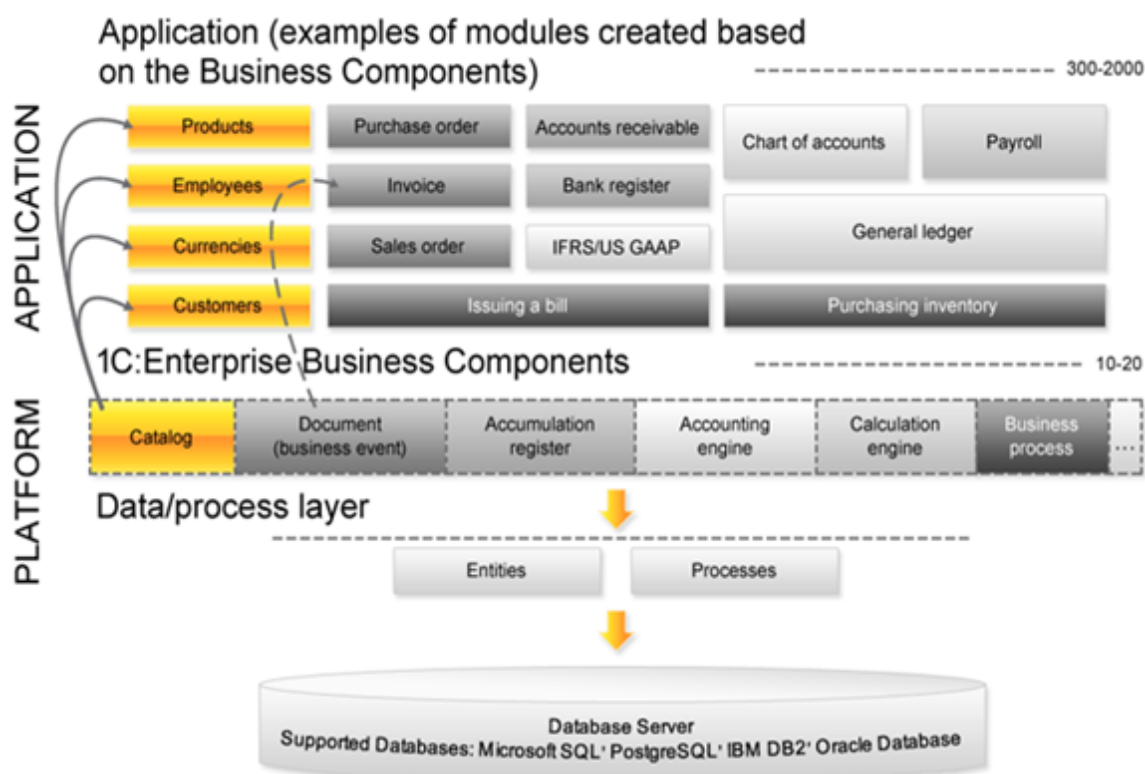 Application (examples of modules created based
on the Business Components)
300-2000
APPLICATION
Products
Purchase order
Accounts receivable
Chart of accounts
Payroll
Employees
Invoice
Bank register
General ledger
Currencies
Sales order
IFRS/US GAAP
Customers
Issuing a bill
Purchasing inventory
1C:Enterprise Business Components
10-20
PLATFORM
Catalog
Document
(business event)
Accumulation
register
Accounting
engine
Calculation
engine
Business
process
...
Data/process layer
Entities
Processes
Database Server
Supported Databases: Microsoft SQL, PostgreSQL, IBM DB2, Oracle Database